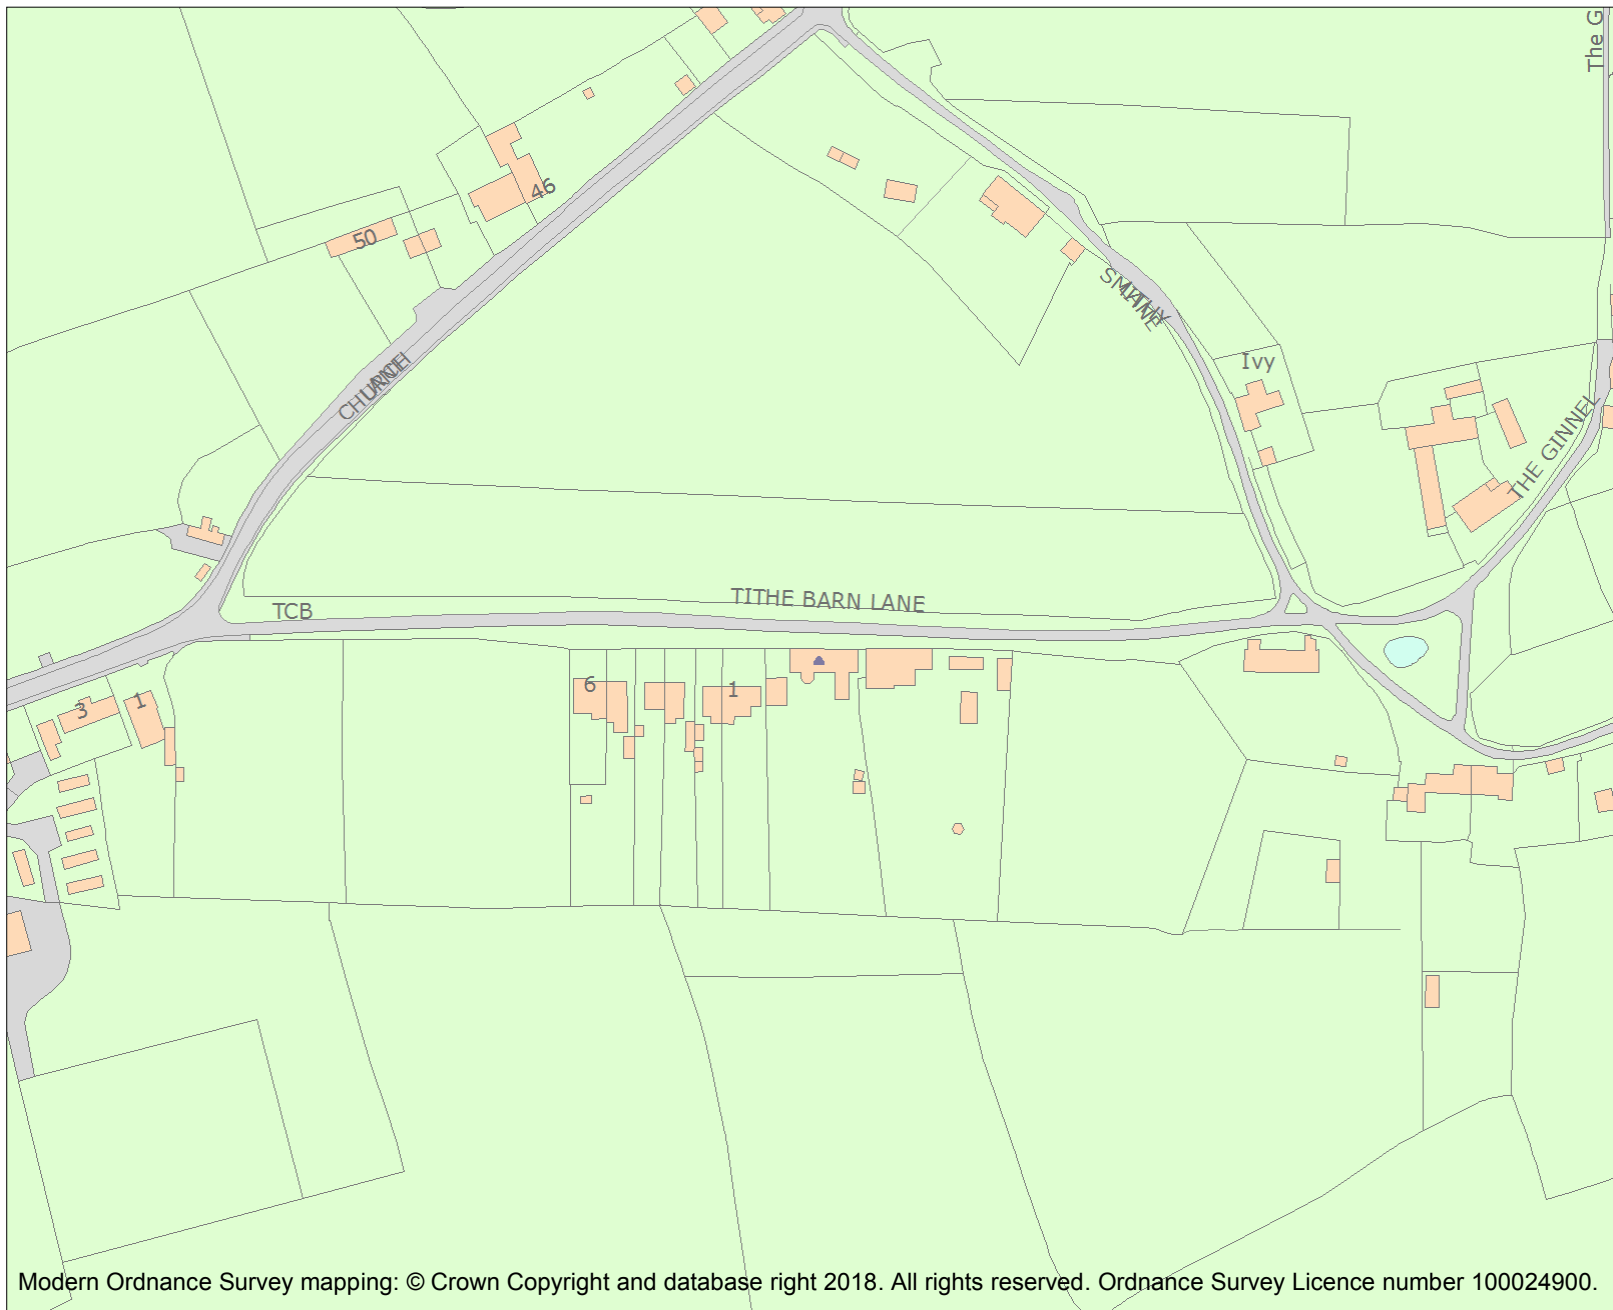 The G
46
50
SMITHY
LANE
Ivy
CHURCH
LANE
THE GINNEL
TITHE BARN LANE
TCB
6
1
1
3
Modern Ordnance Survey mapping: © Crown Copyright and database right 2018. All rights reserved. Ordnance Survey Licence number 100024900.